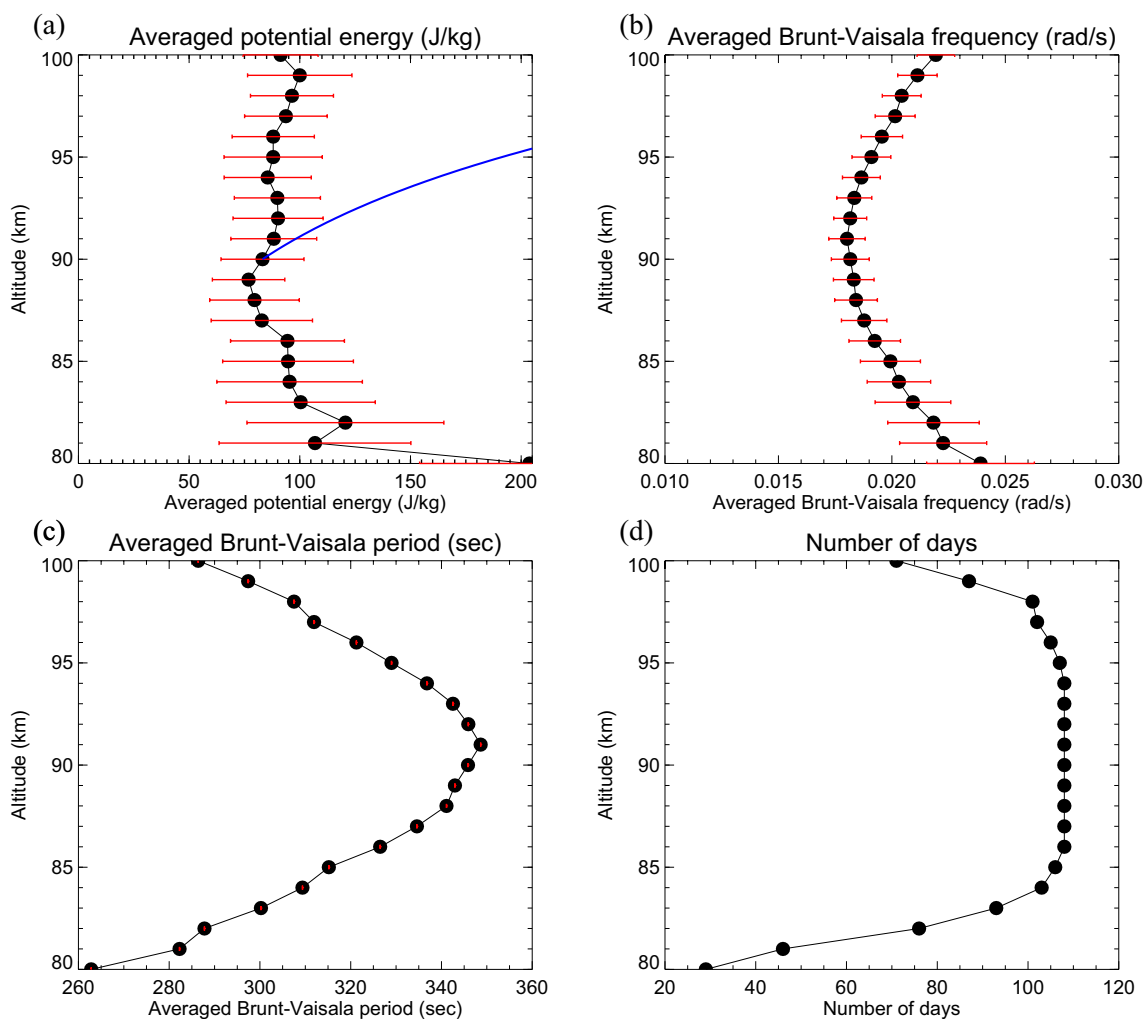 (a)
Averaged potential energy (J/kg)
100
95
90
85
80
Altitude (km)
0 50 100 150 200
Averaged potential energy (J/kg)
(b)
Averaged Brunt-Vaisala frequency (rad/s)
100
95
90
85
80
Altitude (km)
0.010 0.015 0.020 0.025 0.030
Averaged Brunt-Vaisala frequency (rad/s)
(c)
Averaged Brunt-Vaisala period (sec)
100
95
90
85
80
Altitude (km)
260 280 300 320 340 360
Averaged Brunt-Vaisala period (sec)
(d)
Number of days
100
95
90
85
80
Altitude (km)
20 40 60 80 100 120
Number of days